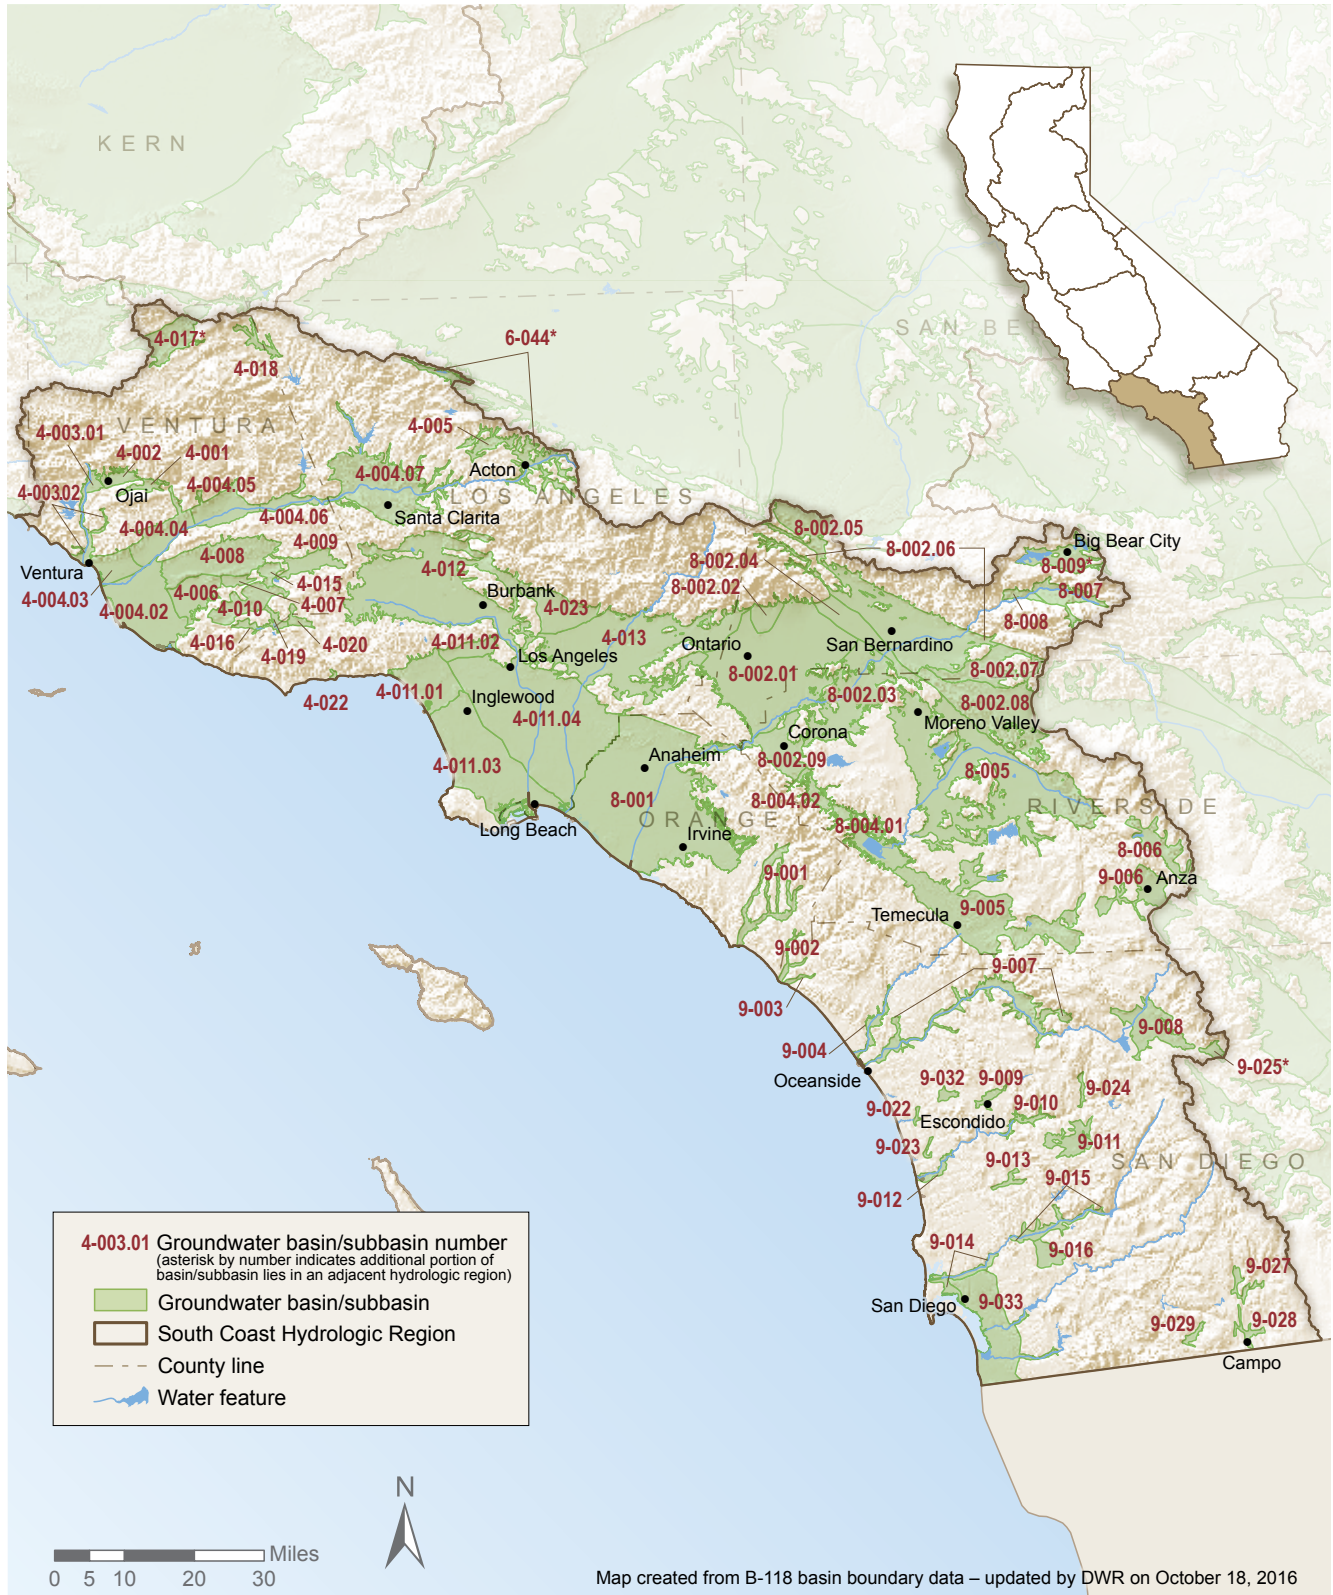 KERN
SAN BER
4-017*
6-044*
4-018
VENTURA
4-003.01
4-005
4-002
4-001
4-004.07
Acton
4-003.02
Ojai
4-004.05
LOS ANGELES
4-004.04
4-004.06
Santa Clarita
8-002.05
4-009
8-002.06
Big Bear City
4-008
8-002.04
8-009*
Ventura
4-012
8-002.02
8-007
4-004.03
4-006
4-015
Burbank
8-008
4-004.02
4-010
4-007
4-023
4-016
4-020
4-011.02
4-013
Ontario
San Bernardino
4-019
Los Angeles
8-002.01
8-002.07
4-022
4-011.01
Inglewood
8-002.03
8-002.08
4-011.04
Moreno Valley
Corona
Anaheim
8-002.09
4-011.03
8-005
8-001
8-004.02
RIVERSIDE
Long Beach
ORANGE
8-004.01
Irvine
8-006
9-001
9-006
Anza
Temecula
9-005
9-002
9-007
9-003
9-008
9-004
9-025*
Oceanside
9-032
9-009
9-024
9-022
9-010
Escondido
9-023
9-011
9-013
SAN DIEGO
9-015
9-012
9-014
9-016
9-027
San Diego
9-033
9-029
9-028
Campo
4-003.01 Groundwater basin/subbasin number
(asterisk by number indicates additional portion of
basin/subbasin lies in an adjacent hydrologic region)
Groundwater basin/subbasin
South Coast Hydrologic Region
County line
Water feature
N
Miles
0 5 10 20 30
Map created from B-118 basin boundary data – updated by DWR on October 18, 2016